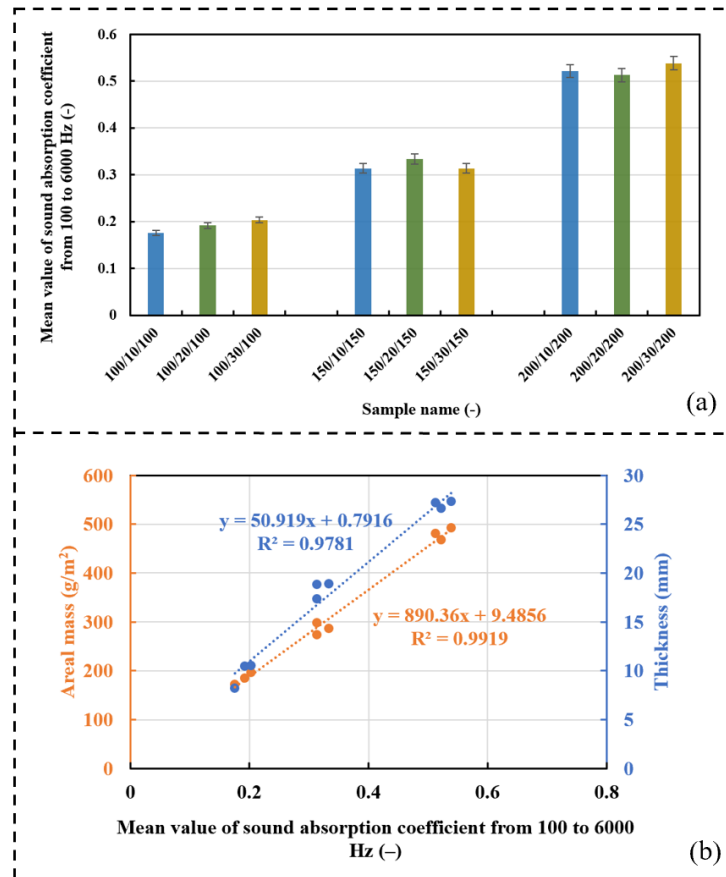 0.6
0.5
0.4
0.3
0.2
0.1
0
Mean value of sound absorption coefficient
from 100 to 6000 Hz (-)
100/10/100
100/20/100
100/30/100
150/10/150
150/20/150
150/30/150
200/10/200
200/20/200
200/30/200
Sample name (-)
(a)
600
500
400
300
200
100
0
Areal mass (g/m²)
y = 50.919x + 0.7916
R² = 0.9781
y = 890.36x + 9.4856
R² = 0.9919
30
25
20
15
10
5
0
Thickness (mm)
0
0.2
0.4
0.6
0.8
Mean value of sound absorption coefficient from 100 to 6000
Hz (–)
(b)